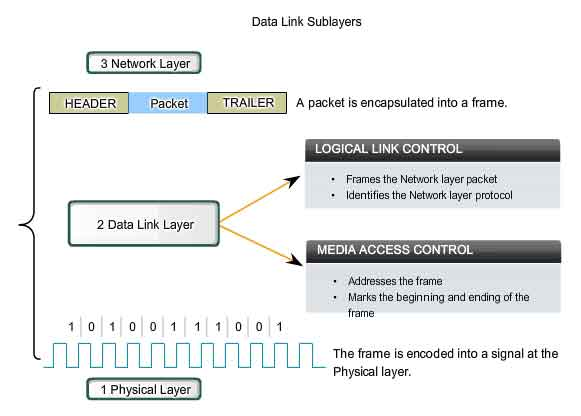 Data Link Sublayers
3 Network Layer
HEADER Packet TRAILER A packet is encapsulated into a frame.
LOGICAL LINK CONTROL
• Frames the Network layer packet
• Identifies the Network layer protocol
2 Data Link Layer
MEDIA ACCESS CONTROL
• Addresses the frame
• Marks the beginning and ending of the
frame
1 0 1 0 0 1 1 1 0 0 1
The frame is encoded into a signal at the
Physical layer.
1 Physical Layer